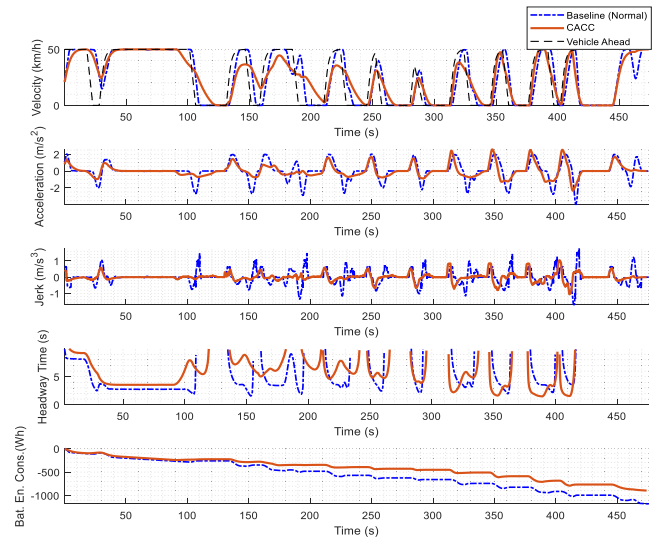 Baseline (Normal)
CACC
Vehicle Ahead
Velocity (km/h)
50
0
50 100 150 200 250 300 350 400 450
Time (s)
Acceleration (m/s²)
2
0
-2
50 100 150 200 250 300 350 400 450
Time (s)
Jerk (m/s³)
1
0
-1
50 100 150 200 250 300 350 400 450
Time (s)
Headway Time (s)
5
0
50 100 150 200 250 300 350 400 450
Time (s)
Bat. En. Cons.(Wh)
0
-500
-1000
50 100 150 200 250 300 350 400 450
Time (s)